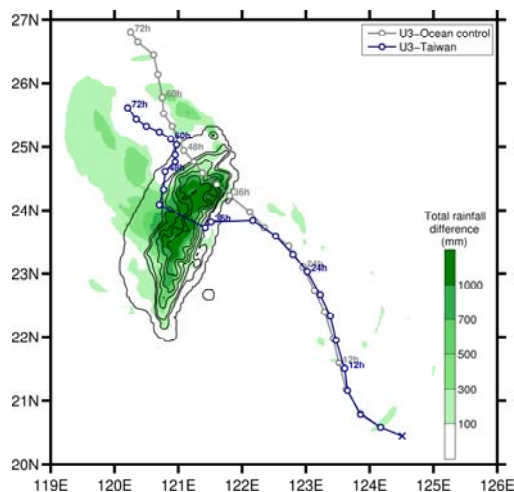 27N
26N
25N
24N
23N
22N
21N
20N
119E
120E
121E
122E
123E
124E
125E
126E
U3-Ocean control
U3-Taiwan
72h
60h
48h
36h
24h
12h
72h
60h
48h
36h
24h
12h
Total rainfall
difference
(mm)
1000
700
500
300
100